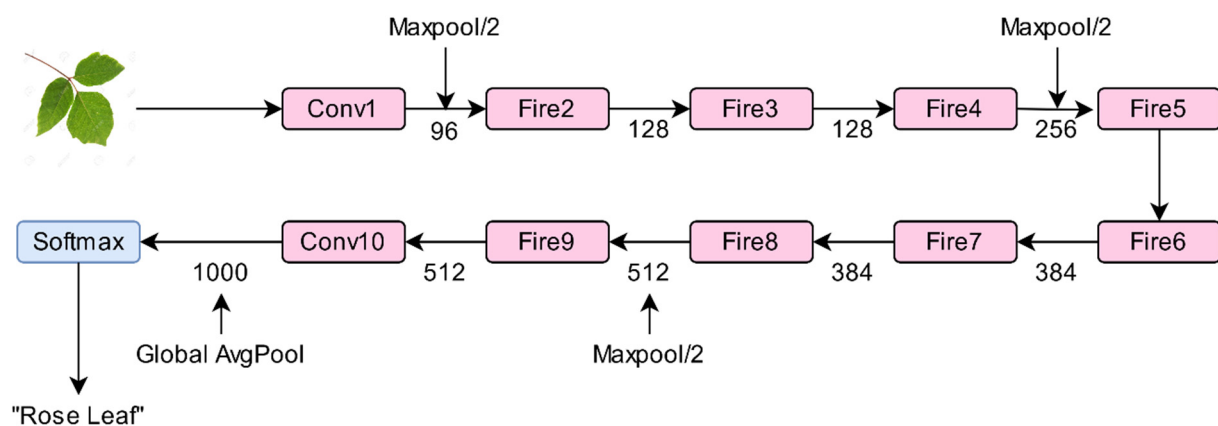 Maxpool/2
Maxpool/2
Conv1
Fire2
Fire3
Fire4
Fire5
96
128
128
256
Softmax
Conv10
Fire9
Fire8
Fire7
Fire6
1000
512
512
384
384
Global AvgPool
Maxpool/2
"Rose Leaf"